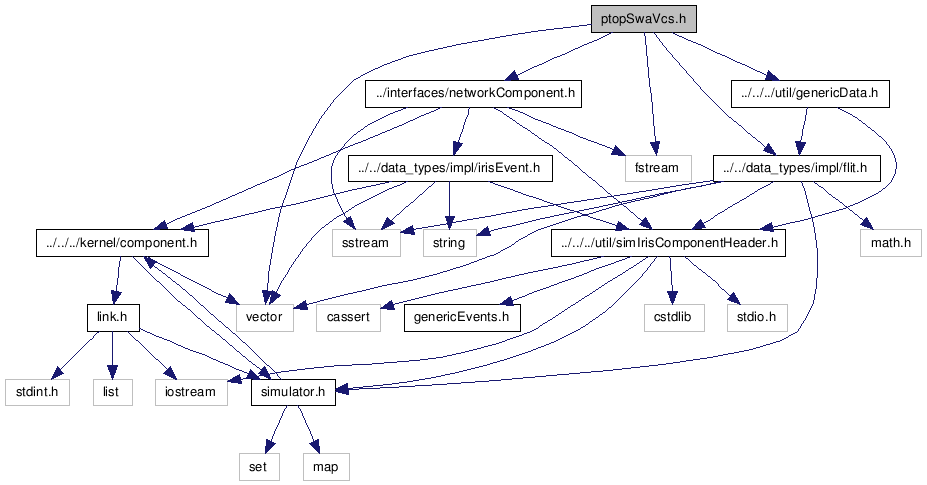 ptopSwaVcs.h
../interfaces/networkComponent.h
../../../util/genericData.h
../../data_types/impl/irisEvent.h
fstream
../../data_types/impl/flit.h
../../../kernel/component.h
sstream
string
../../../util/simIrisComponentHeader.h
math.h
link.h
vector
cassert
genericEvents.h
cstdlib
stdio.h
stdint.h
list
iostream
simulator.h
set
map